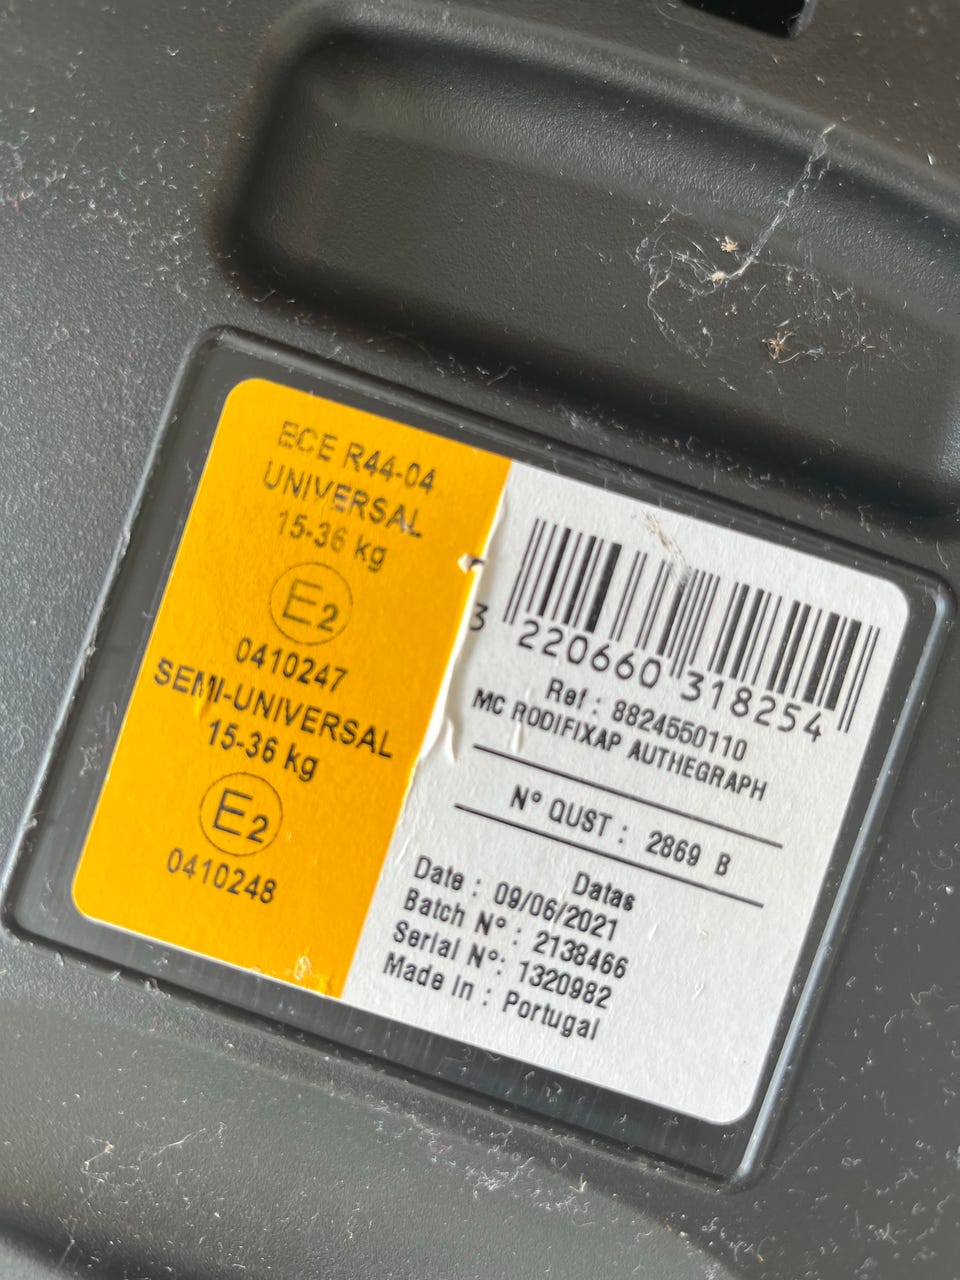 ECE R44-04
UNIVERSAL
15-36 kg
E2
0410247
SEMI-UNIVERSAL
15-36 kg
E2
0410248
3 220660 318254
Ref : 8824550110
MC RODIFIXAP AUTHEGRAPH
N° QUST : 2869 B
Datas
Date : 09/06/2021
Batch N° : 2138466
Serial N°: 1320982
Made in : Portugal